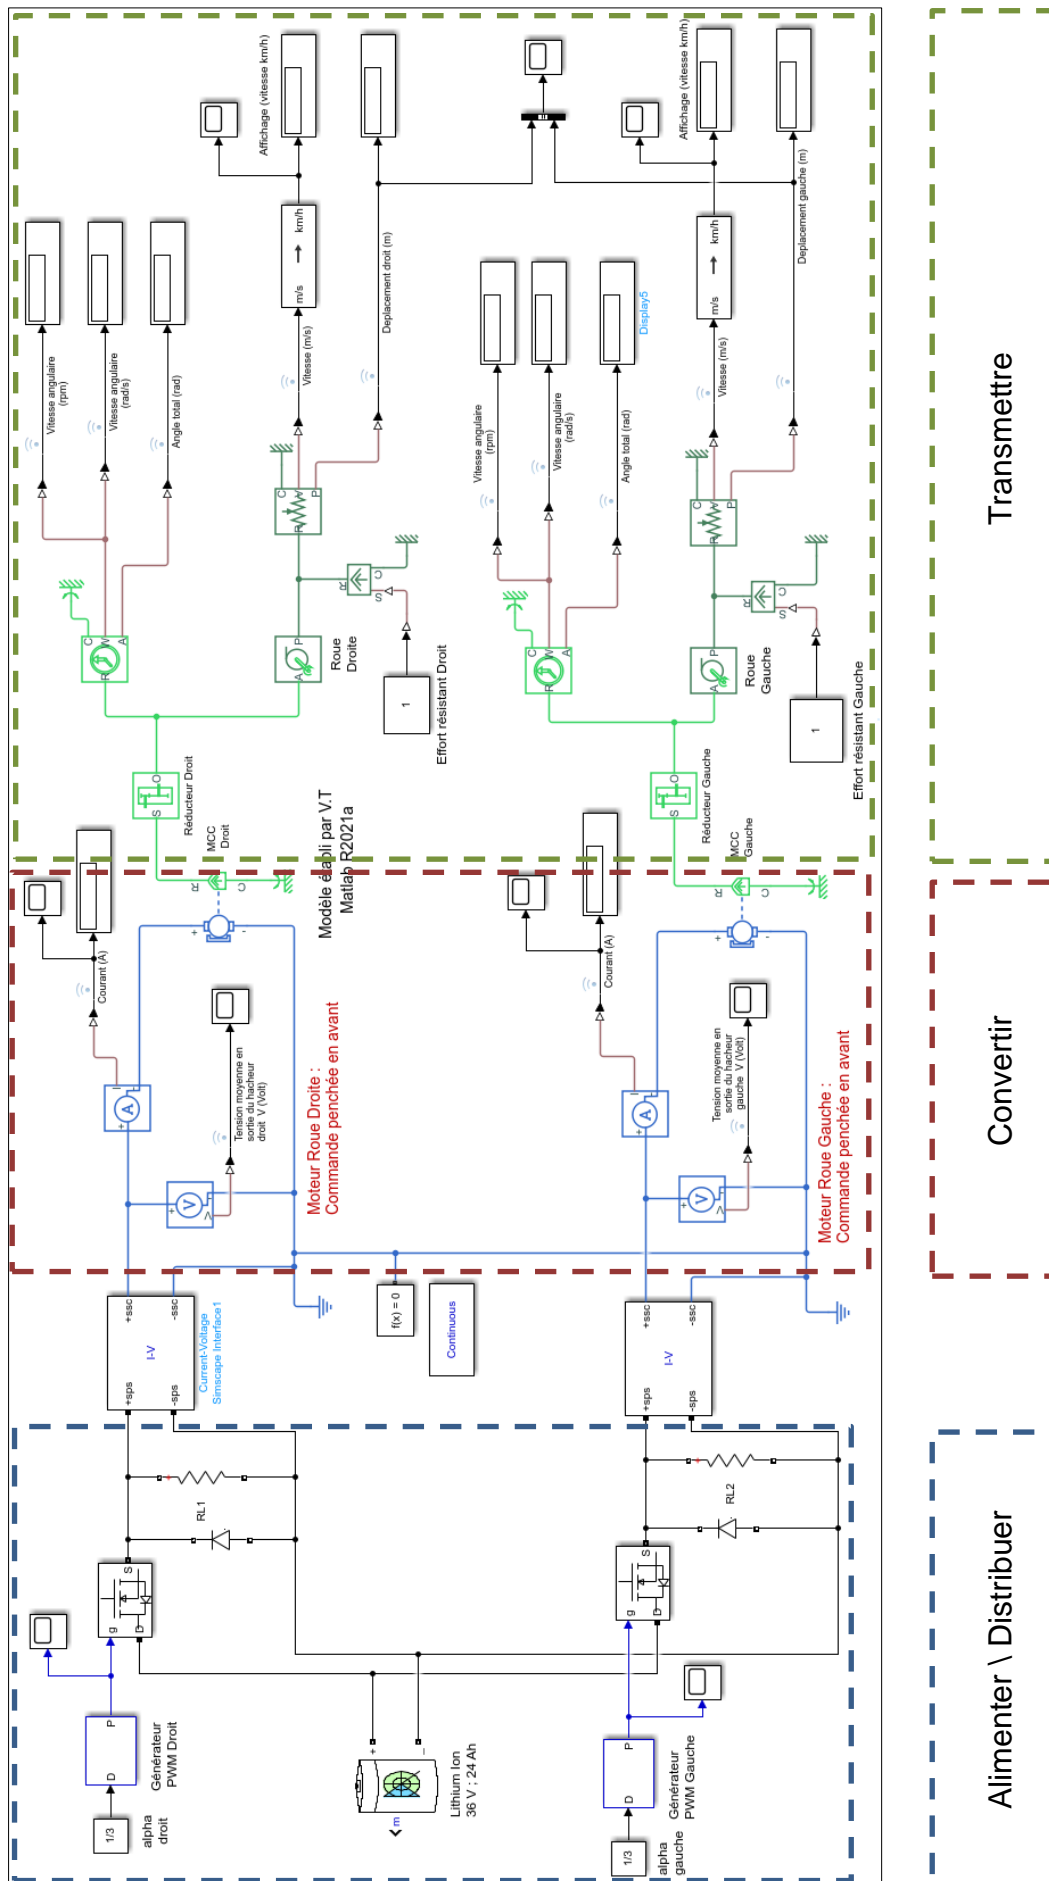 Alimenter \ Distribuer
Convertir
Transmettre
1/3
alpha
droit
D
P
Générateur
PWM Droit
g
D
S
RL1
+sps
-sps
I-V
+ssc
-ssc
Current-Voltage
Simscape Interface1
+
V
Tension moyenne en
sortie du hacheur
droit V (Volt)
+
A
I
Courant (A)
+
-
Moteur Roue Droite :
Commande penchée en avant
MCC
Droit
R
C
Modèle établi par V.T
Matlab R2021a
S
O
Réducteur Droit
R
C
W
A
Vitesse angulaire
(rpm)
Vitesse angulaire
(rad/s)
Angle total (rad)
A
P
Roue
Droite
1
Effort résistant Droit
S
R
C
R
C
V
P
Vitesse (m/s)
m/s
km/h
Affichage (vitesse km/h)
Deplacement droit (m)
m
+
–
Lithium Ion
36 V ; 24 Ah
f(x) = 0
Continuous
1/3
alpha
gauche
D
P
Générateur
PWM Gauche
g
D
S
RL2
+sps
-sps
I-V
+ssc
-ssc
+
V
Tension moyenne en
sortie du hacheur
gauche V (Volt)
+
A
I
Courant (A)
+
-
Moteur Roue Gauche :
Commande penchée en avant
MCC
Gauche
R
C
S
O
Réducteur Gauche
R
C
W
A
Vitesse angulaire
(rpm)
Vitesse angulaire
(rad/s)
Angle total (rad)
Display5
A
P
Roue
Gauche
1
Effort résistant Gauche
S
R
C
R
C
V
P
Vitesse (m/s)
m/s
km/h
Affichage (vitesse km/h)
Deplacement gauche (m)